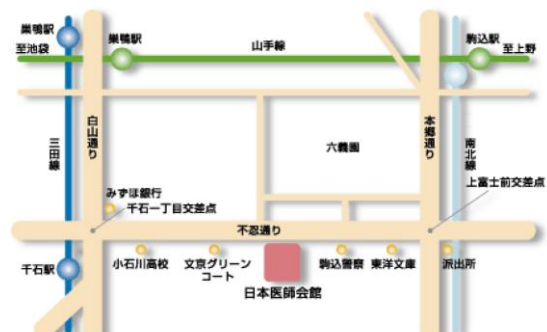 巣鴨駅
至池袋
巣鴨駅
山手線
駒込駅
至上野
三田線
白山通り
六義園
本郷通り
南北線
上富士前交差点
みずほ銀行
千石一丁目交差点
不忍通り
千石駅
小石川高校
文京グリーン
コート
日本医師会館
駒込警察
東洋文庫
派出所